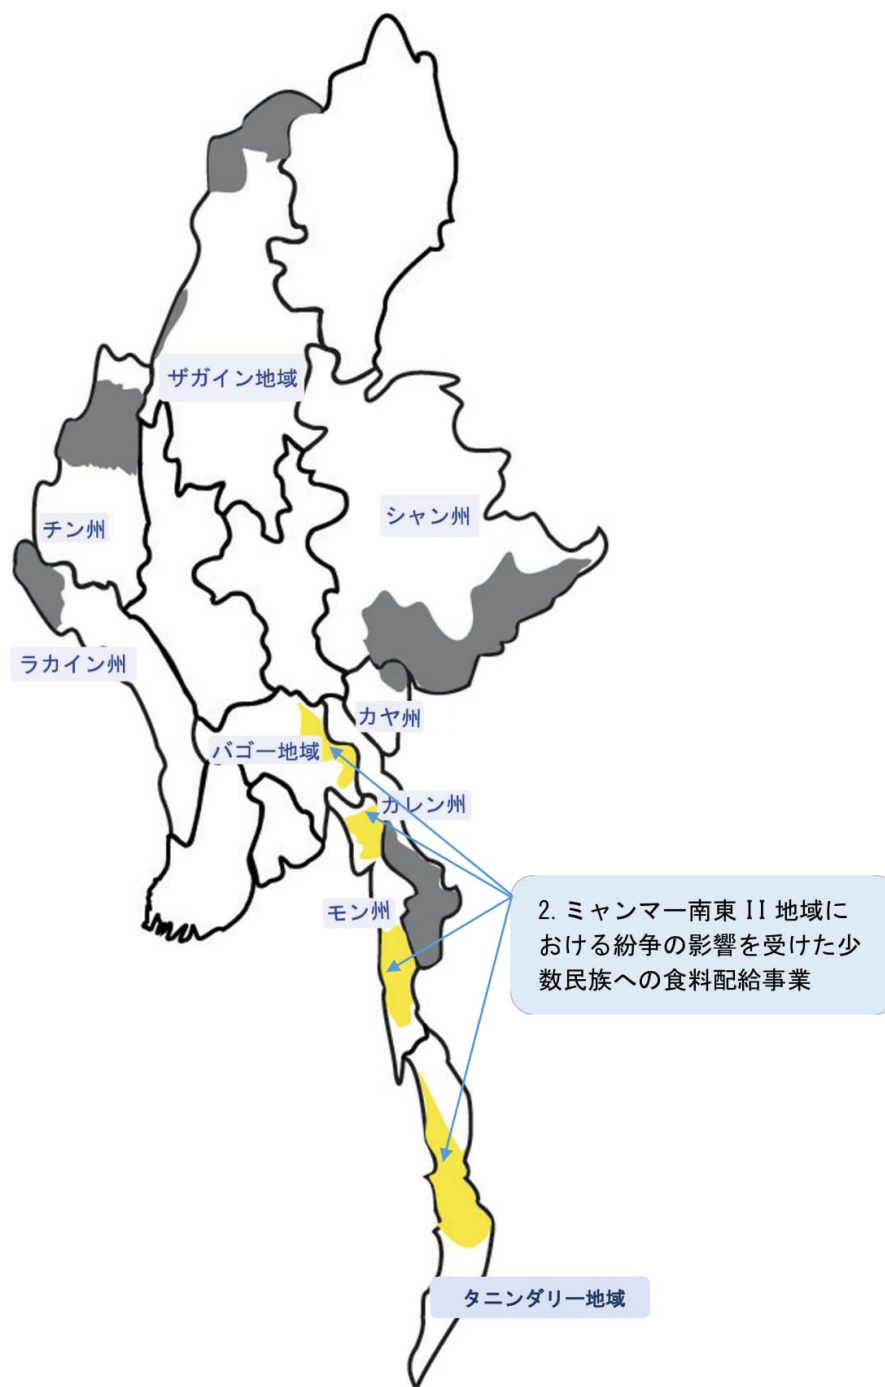 ザガイン地域
チン州
シャン州
ラカイン州
カヤ州
バゴー地域
カレン州
モン州
2. ミャンマー南東 II 地域に
おける紛争の影響を受けた少
数民族への食料配給事業
タニンダリー地域